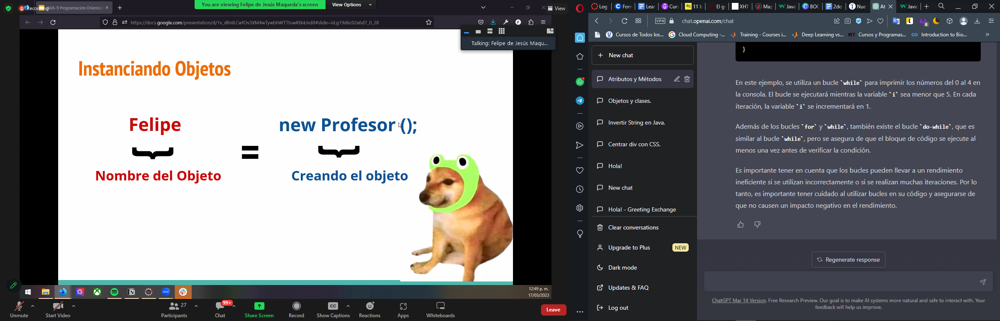 Recording
JAVA-9 Programación Orientada
You are viewing Felipe de Jesús Maqueda's screen
View Options
View
https://docs.google.com/presentation/d/1v_dRnlLCwfOv3XM4wTywbhWTTtuwKtk4/edit#slide=id.g19d6c02a6d7_0_28
Talking: Felipe de Jesús Maqu...
Instanciando Objetos
Felipe
=
new Profesor ();
Nombre del Objeto
Creando el objeto
12:49 p. m.
17/03/2023
Unmute
Start Video
27
Participants
99+
Chat
Share Screen
Record
CC
Show Captions
Reactions
Apps
Whiteboards
Leave
Log
Forn
Lear
Curs
11 b
El gi
XHT
Map
Java
BOC
2do
Nue
At
Java
VPN
chat.openai.com/chat
0
Cursos de Todos los...
Cloud Computing -...
Training - Courses i...
Deep Learning vs...
Cursos y Programas...
Introduction to Bio...
New chat
Atributos y Métodos
Objetos y clases.
Invertir String en Java.
Centrar div con CSS.
Hola!
New chat
Hola! - Greeting Exchange
Clear conversations
Upgrade to Plus
NEW
Dark mode
Updates & FAQ
Log out
}
En este ejemplo, se utiliza un bucle `while` para imprimir los números del 0 al 4 en
la consola. El bucle se ejecutará mientras la variable `i` sea menor que 5. En cada
iteración, la variable `i` se incrementará en 1.
Además de los bucles `for` y `while`, también existe el bucle `do-while`, que es
similar al bucle `while`, pero se asegura de que el bloque de código se ejecute al
menos una vez antes de verificar la condición.
Es importante tener en cuenta que los bucles pueden llevar a un rendimiento
ineficiente si se utilizan incorrectamente o si se realizan muchas iteraciones. Por lo
tanto, es importante tener cuidado al utilizar bucles en su código y asegurarse de
que no causen un impacto negativo en el rendimiento.
Regenerate response
ChatGPT Mar 14 Version. Free Research Preview. Our goal is to make AI systems more natural and safe to interact with. Your
feedback will help us improve.